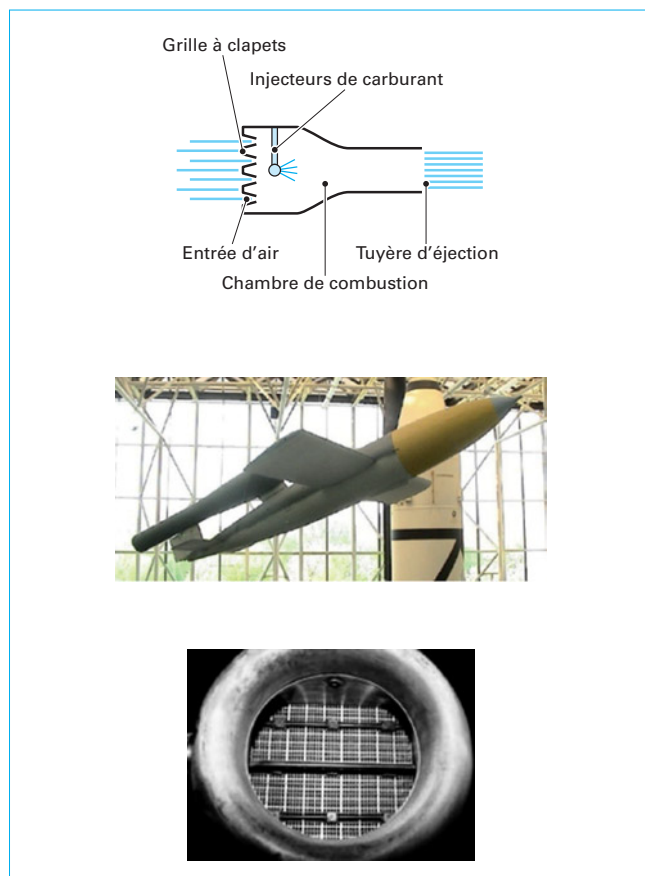 Grille à clapets
Injecteurs de carburant
Entrée d'air
Tuyère d'éjection
Chambre de combustion